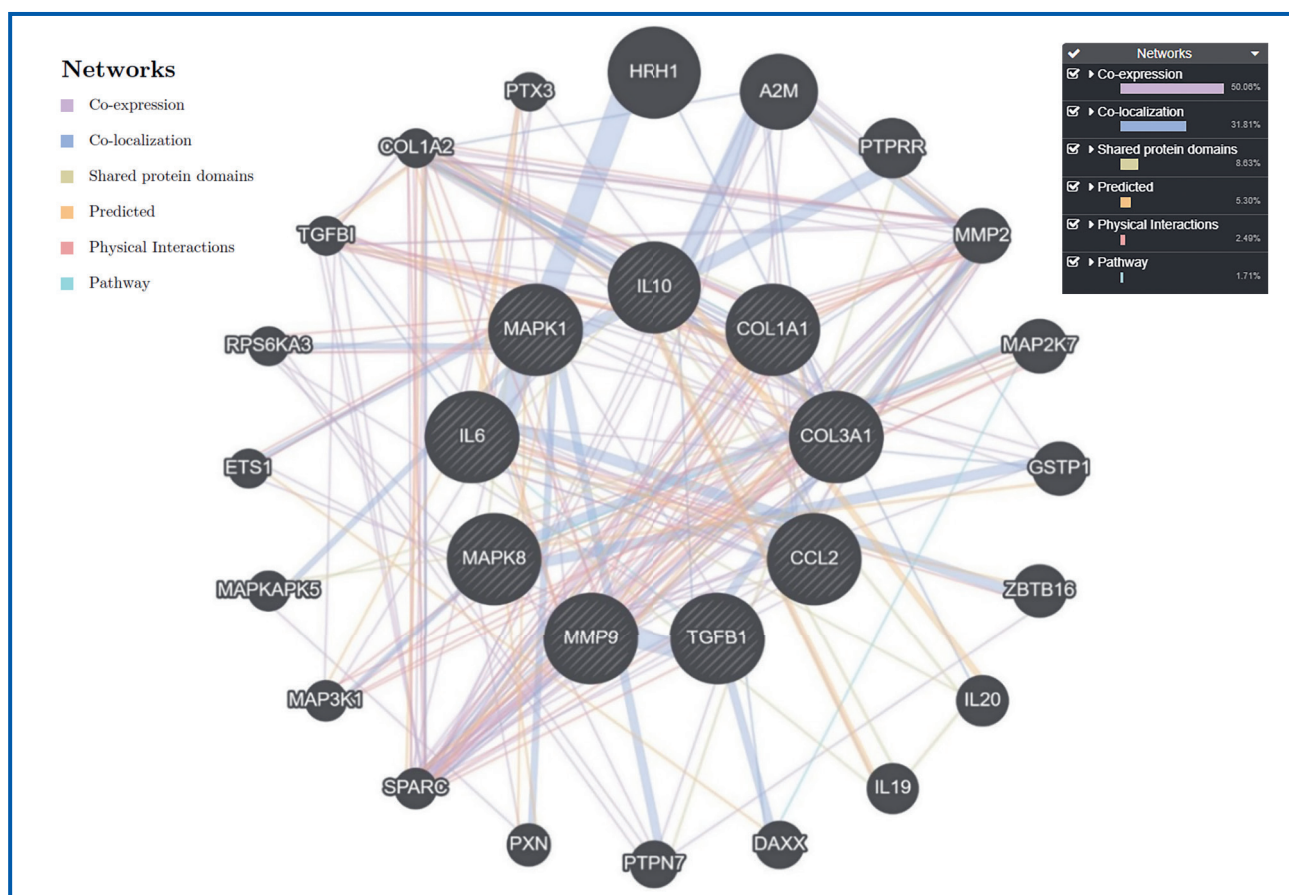 Networks
Co-expression
Co-localization
Shared protein domains
Predicted
Physical Interactions
Pathway
Networks
Co-expression
50.06%
Co-localization
31.81%
Shared protein domains
8.63%
Predicted
5.30%
Physical Interactions
2.49%
Pathway
1.71%
HRH1
A2M
PTX3
PTPRR
COL1A2
MMP2
TGFBI
IL10
MAPK1
COL1A1
RPS6KA3
MAP2K7
IL6
COL3A1
ETS1
GSTP1
MAPK8
CCL2
MAPKAPK5
ZBTB16
MMP9
TGFB1
MAP3K1
IL20
SPARC
IL19
PXN
DAXX
PTPN7